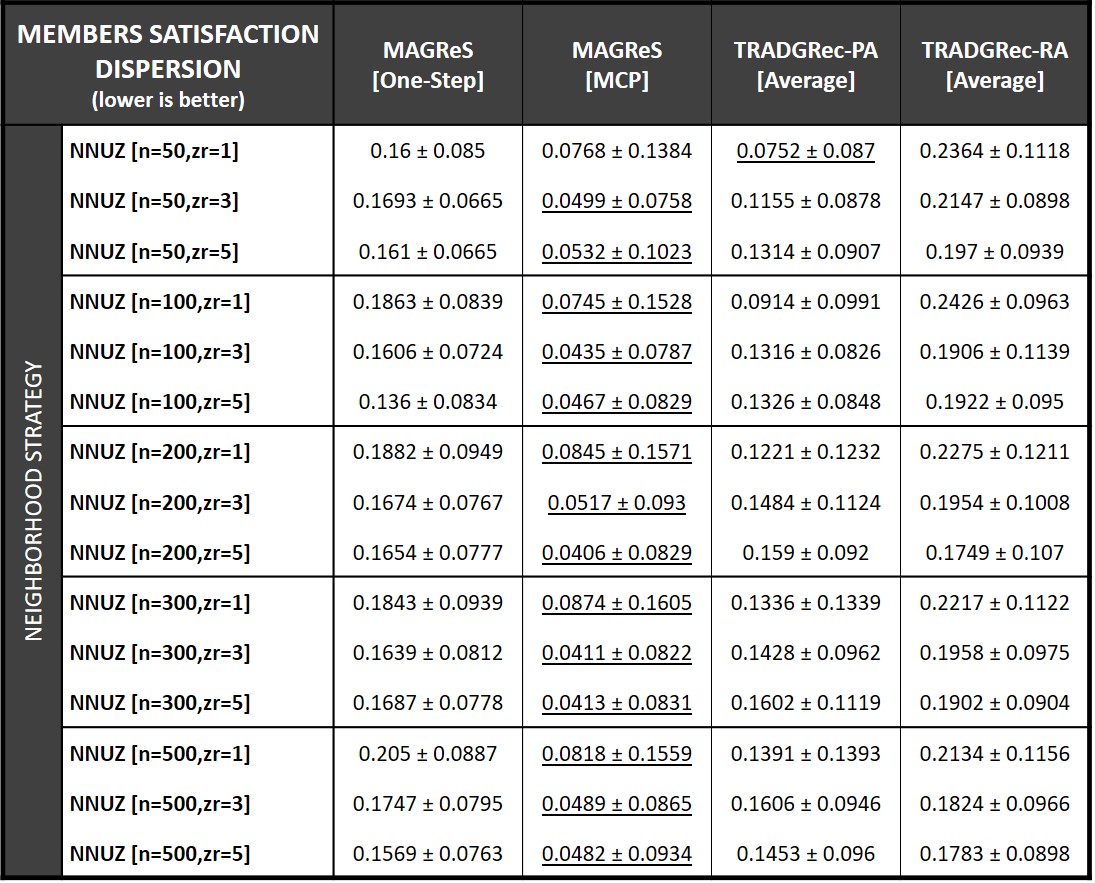 MEMBERS SATISFACTION
DISPERSION
(lower is better)
MAGReS
[One-Step]
MAGReS
[MCP]
TRADGRec-PA
[Average]
TRADGRec-RA
[Average]
NEIGHBORHOOD STRATEGY
NNUZ [n=50,zr=1] 0.16 ± 0.085 0.0768 ± 0.1384 0.0752 ± 0.087 0.2364 ± 0.1118
NNUZ [n=50,zr=3] 0.1693 ± 0.0665 0.0499 ± 0.0758 0.1155 ± 0.0878 0.2147 ± 0.0898
NNUZ [n=50,zr=5] 0.161 ± 0.0665 0.0532 ± 0.1023 0.1314 ± 0.0907 0.197 ± 0.0939
NNUZ [n=100,zr=1] 0.1863 ± 0.0839 0.0745 ± 0.1528 0.0914 ± 0.0991 0.2426 ± 0.0963
NNUZ [n=100,zr=3] 0.1606 ± 0.0724 0.0435 ± 0.0787 0.1316 ± 0.0826 0.1906 ± 0.1139
NNUZ [n=100,zr=5] 0.136 ± 0.0834 0.0467 ± 0.0829 0.1326 ± 0.0848 0.1922 ± 0.095
NNUZ [n=200,zr=1] 0.1882 ± 0.0949 0.0845 ± 0.1571 0.1221 ± 0.1232 0.2275 ± 0.1211
NNUZ [n=200,zr=3] 0.1674 ± 0.0767 0.0517 ± 0.093 0.1484 ± 0.1124 0.1954 ± 0.1008
NNUZ [n=200,zr=5] 0.1654 ± 0.0777 0.0406 ± 0.0829 0.159 ± 0.092 0.1749 ± 0.107
NNUZ [n=300,zr=1] 0.1843 ± 0.0939 0.0874 ± 0.1605 0.1336 ± 0.1339 0.2217 ± 0.1122
NNUZ [n=300,zr=3] 0.1639 ± 0.0812 0.0411 ± 0.0822 0.1428 ± 0.0962 0.1958 ± 0.0975
NNUZ [n=300,zr=5] 0.1687 ± 0.0778 0.0413 ± 0.0831 0.1602 ± 0.1119 0.1902 ± 0.0904
NNUZ [n=500,zr=1] 0.205 ± 0.0887 0.0818 ± 0.1559 0.1391 ± 0.1393 0.2134 ± 0.1156
NNUZ [n=500,zr=3] 0.1747 ± 0.0795 0.0489 ± 0.0865 0.1606 ± 0.0946 0.1824 ± 0.0966
NNUZ [n=500,zr=5] 0.1569 ± 0.0763 0.0482 ± 0.0934 0.1453 ± 0.096 0.1783 ± 0.0898